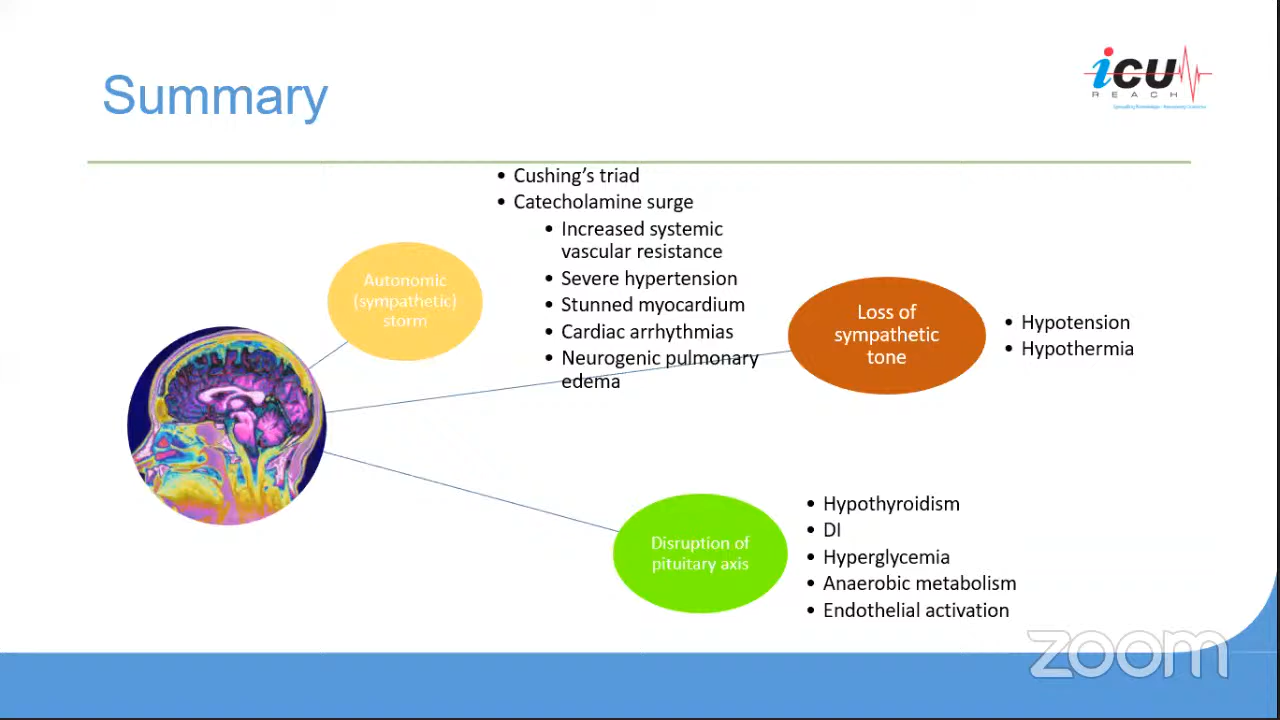 Summary
iCU
REACH
• Cushing’s triad
• Catecholamine surge
• Increased systemic
vascular resistance
• Severe hypertension
• Stunned myocardium
• Cardiac arrhythmias
• Neurogenic pulmonary
edema
Autonomic
(sympathetic)
storm
Loss of
sympathetic
tone
• Hypotension
• Hypothermia
Disruption of
pituitary axis
• Hypothyroidism
• DI
• Hyperglycemia
• Anaerobic metabolism
• Endothelial activation
zoom